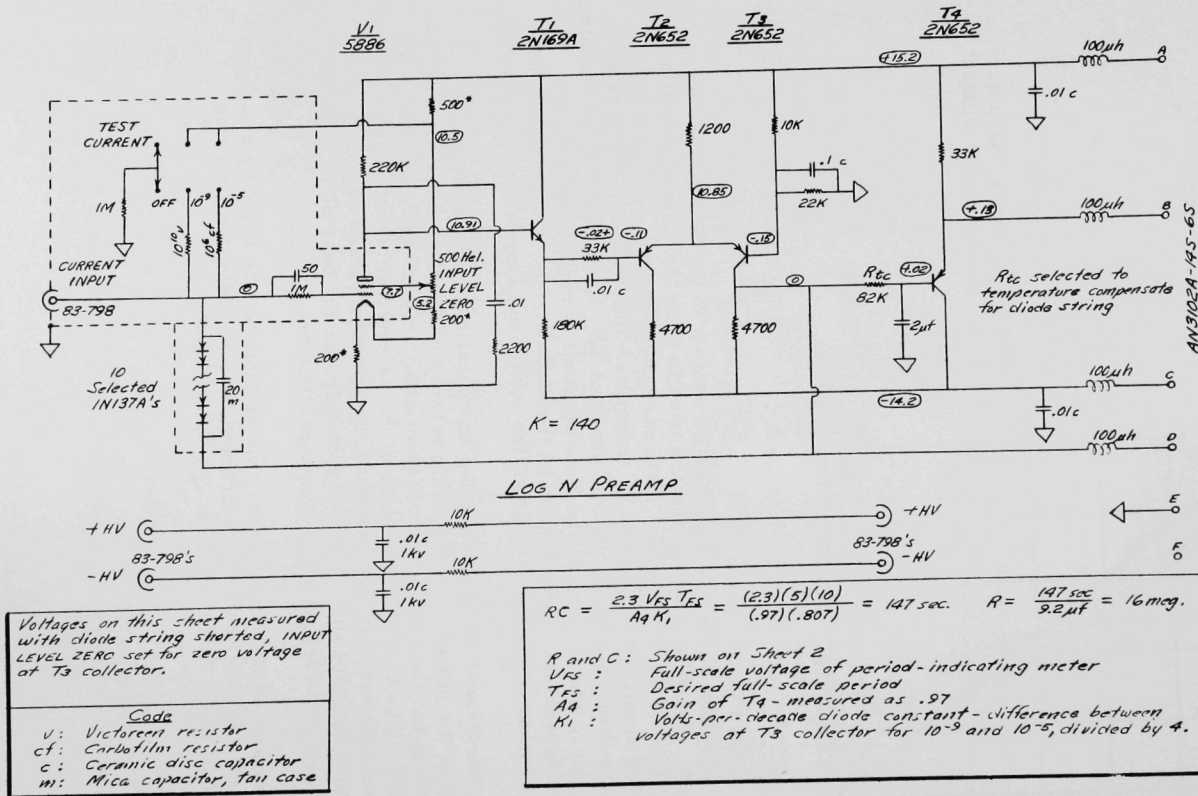 V1
5886
T1
2N169A
T2
2N652
T3
2N652
T4
2N652
+15.2
100µh
A
.01c
500*
TEST
CURRENT
10.5
1200
10K
33K
220K
.1 c
1M
OFF
10⁻⁹
10⁻⁵
10.85
22K
+.13
100µh
B
10¹⁰ v
10⁶ cf
10.91
-.02+
33K
-.11
-.15
.01 c
CURRENT
INPUT
50
1M
0
7.7
500 Hel.
INPUT
LEVEL
ZERO
5.2
200*
.01
0
Rtc
82K
+.02
Rtc selected to
temperature compensate
for diode string
AN3102A-14S-6S
83-798
180K
4700
4700
2µf
200*
2200
10
Selected
1N137A's
20
m
100µh
C
-14.2
.01c
K = 140
100µh
D
LOG N PREAMP
+HV
10K
+HV
E
.01c
1kv
83-798's
83-798's
F
-HV
10K
-HV
.01c
1kv
Voltages on this sheet measured
with diode string shorted, INPUT
LEVEL ZERO set for zero voltage
at T3 collector.
Code
v: Victoreen resistor
cf: Carbofilm resistor
c: Ceramic disc capacitor
m: Mica capacitor, tan case
RC = 2.3 VFS TFS / A4 K1 = (2.3)(5)(10) / (.97)(.807) = 147 sec. R = 147 sec / 9.2µf = 16 meg.
R and C: Shown on Sheet 2
VFS : Full-scale voltage of period-indicating meter
TFS : Desired full-scale period
A4 : Gain of T4 - measured as .97
K1 : Volts-per-decade diode constant - difference between
voltages at T3 collector for 10⁻⁹ and 10⁻⁵, divided by 4.